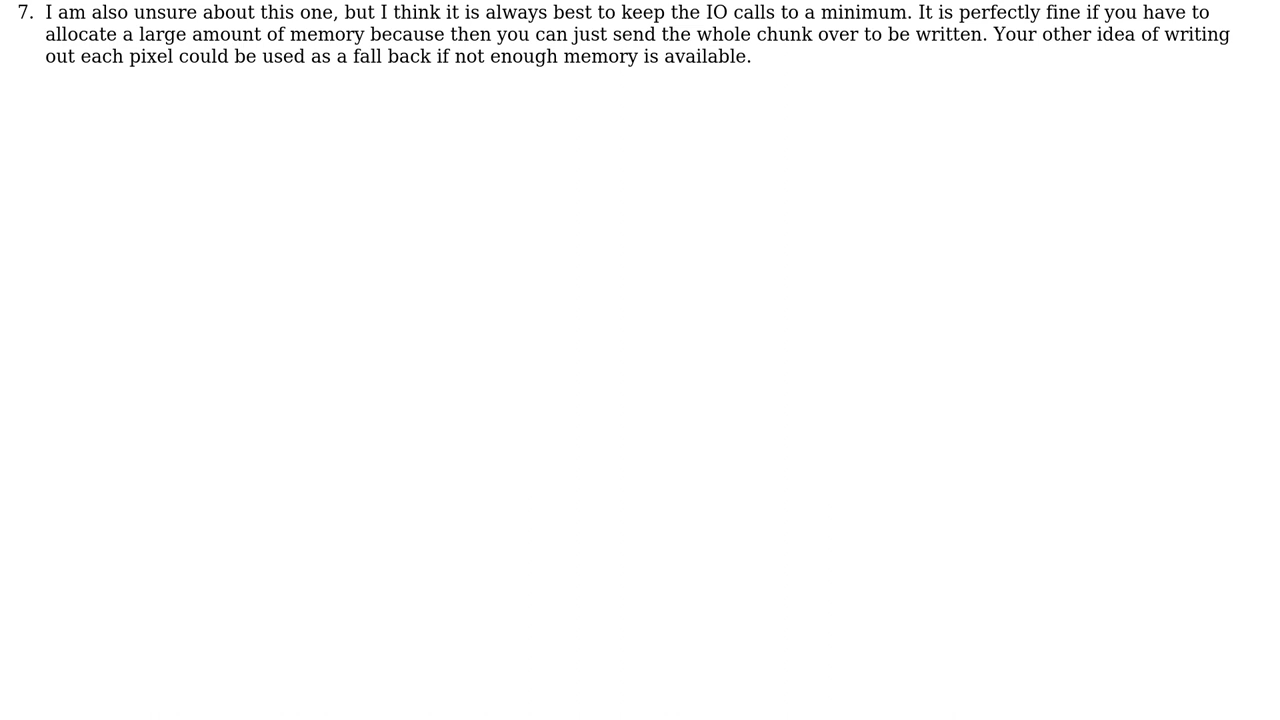 7. I am also unsure about this one, but I think it is always best to keep the IO calls to a minimum. It is perfectly fine if you have to
allocate a large amount of memory because then you can just send the whole chunk over to be written. Your other idea of writing
out each pixel could be used as a fall back if not enough memory is available.